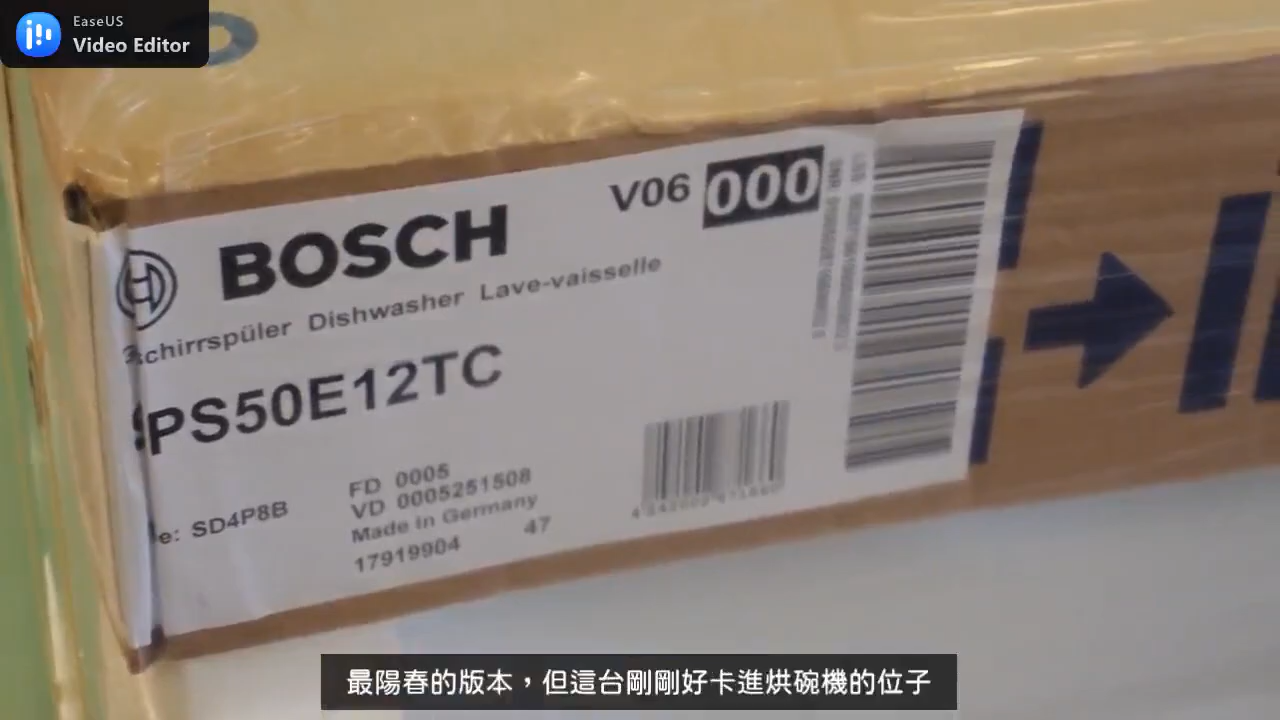 EaseUS
Video Editor
BOSCH
V06 000
schirrspüler Dishwasher Lave-vaisselle
SPS50E12TC
e: SD4P8B
FD 0005
VD 0005251508
Made in Germany
17919904 47
最陽春的版本，但這台剛剛好卡進烘碗機的位子